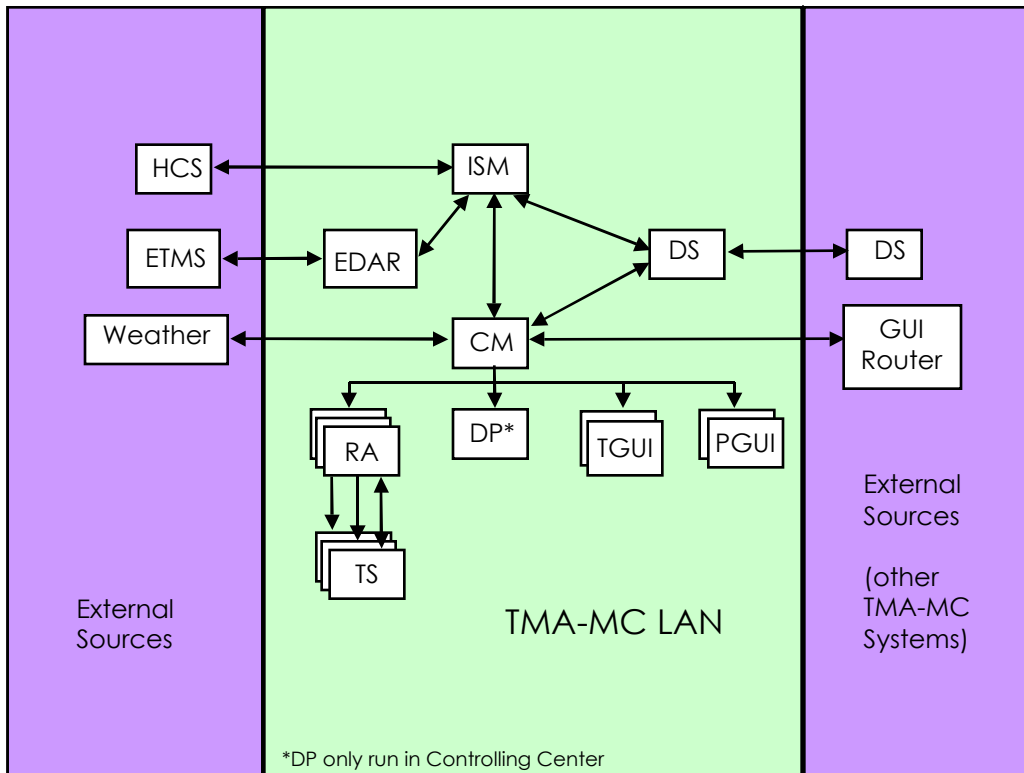 HCS
ISM
ETMS
EDAR
DS
DS
Weather
CM
GUI
Router
RA
DP*
TGUI
PGUI
TS
External
Sources
(other
TMA-MC
Systems)
External
Sources
TMA-MC LAN
*DP only run in Controlling Center